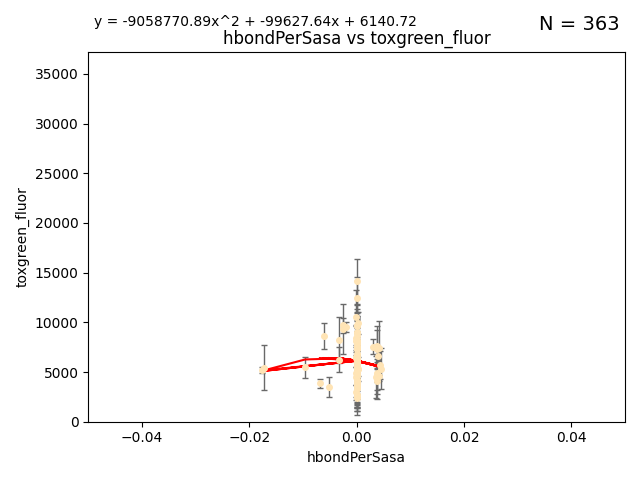 y = -9058770.89x^2 + -99627.64x + 6140.72
N = 363
hbondPerSasa vs toxgreen_fluor
35000
30000
25000
20000
15000
10000
5000
0
toxgreen_fluor
−0.04
−0.02
0.00
0.02
0.04
hbondPerSasa